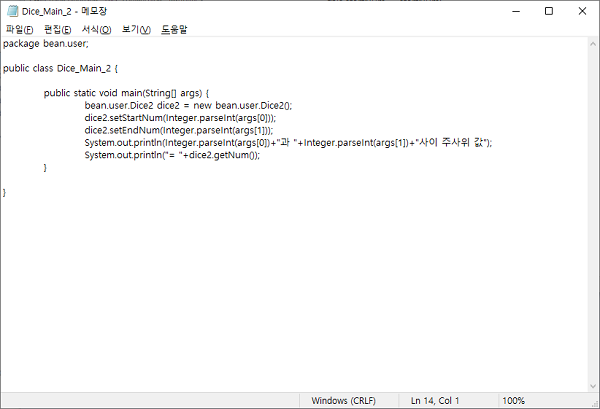 Dice_Main_2 - 메모장
파일(F) 편집(E) 서식(O) 보기(V) 도움말
package bean.user;
public class Dice_Main_2 {
public static void main(String[] args) {
bean.user.Dice2 dice2 = new bean.user.Dice2();
dice2.setStartNum(Integer.parseInt(args[0]));
dice2.setEndNum(Integer.parseInt(args[1]));
System.out.println(Integer.parseInt(args[0])+"과 "+Integer.parseInt(args[1])+"사이 주사위 값");
System.out.println("= "+dice2.getNum());
}
}
Windows (CRLF) Ln 14, Col 1 100%